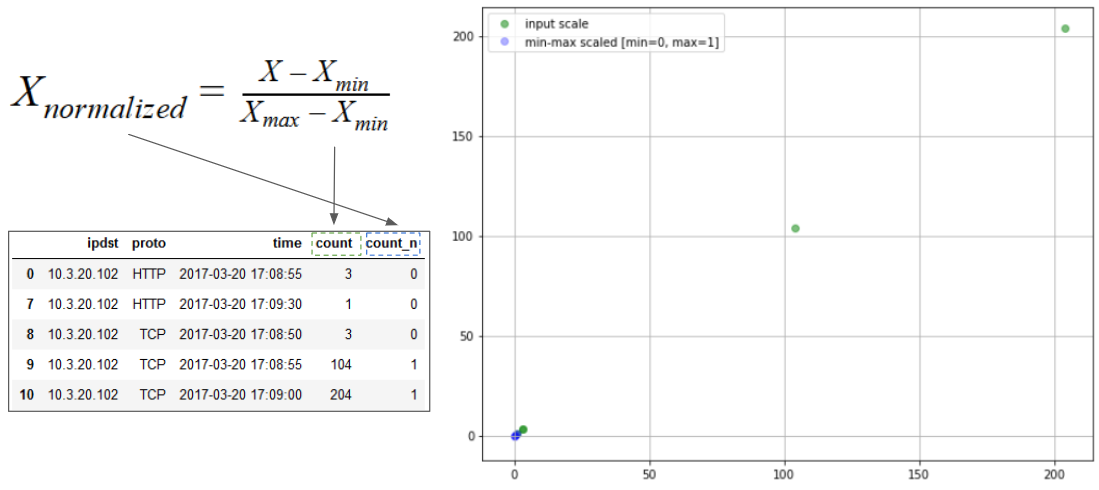 X normalized = X − X min / X max − X min
ipdst proto time count count_n
0 10.3.20.102 HTTP 2017-03-20 17:08:55 3 0
7 10.3.20.102 HTTP 2017-03-20 17:09:30 1 0
8 10.3.20.102 TCP 2017-03-20 17:08:50 3 0
9 10.3.20.102 TCP 2017-03-20 17:08:55 104 1
10 10.3.20.102 TCP 2017-03-20 17:09:00 204 1
input scale
min-max scaled [min=0, max=1]
200
150
100
50
0
0 50 100 150 200